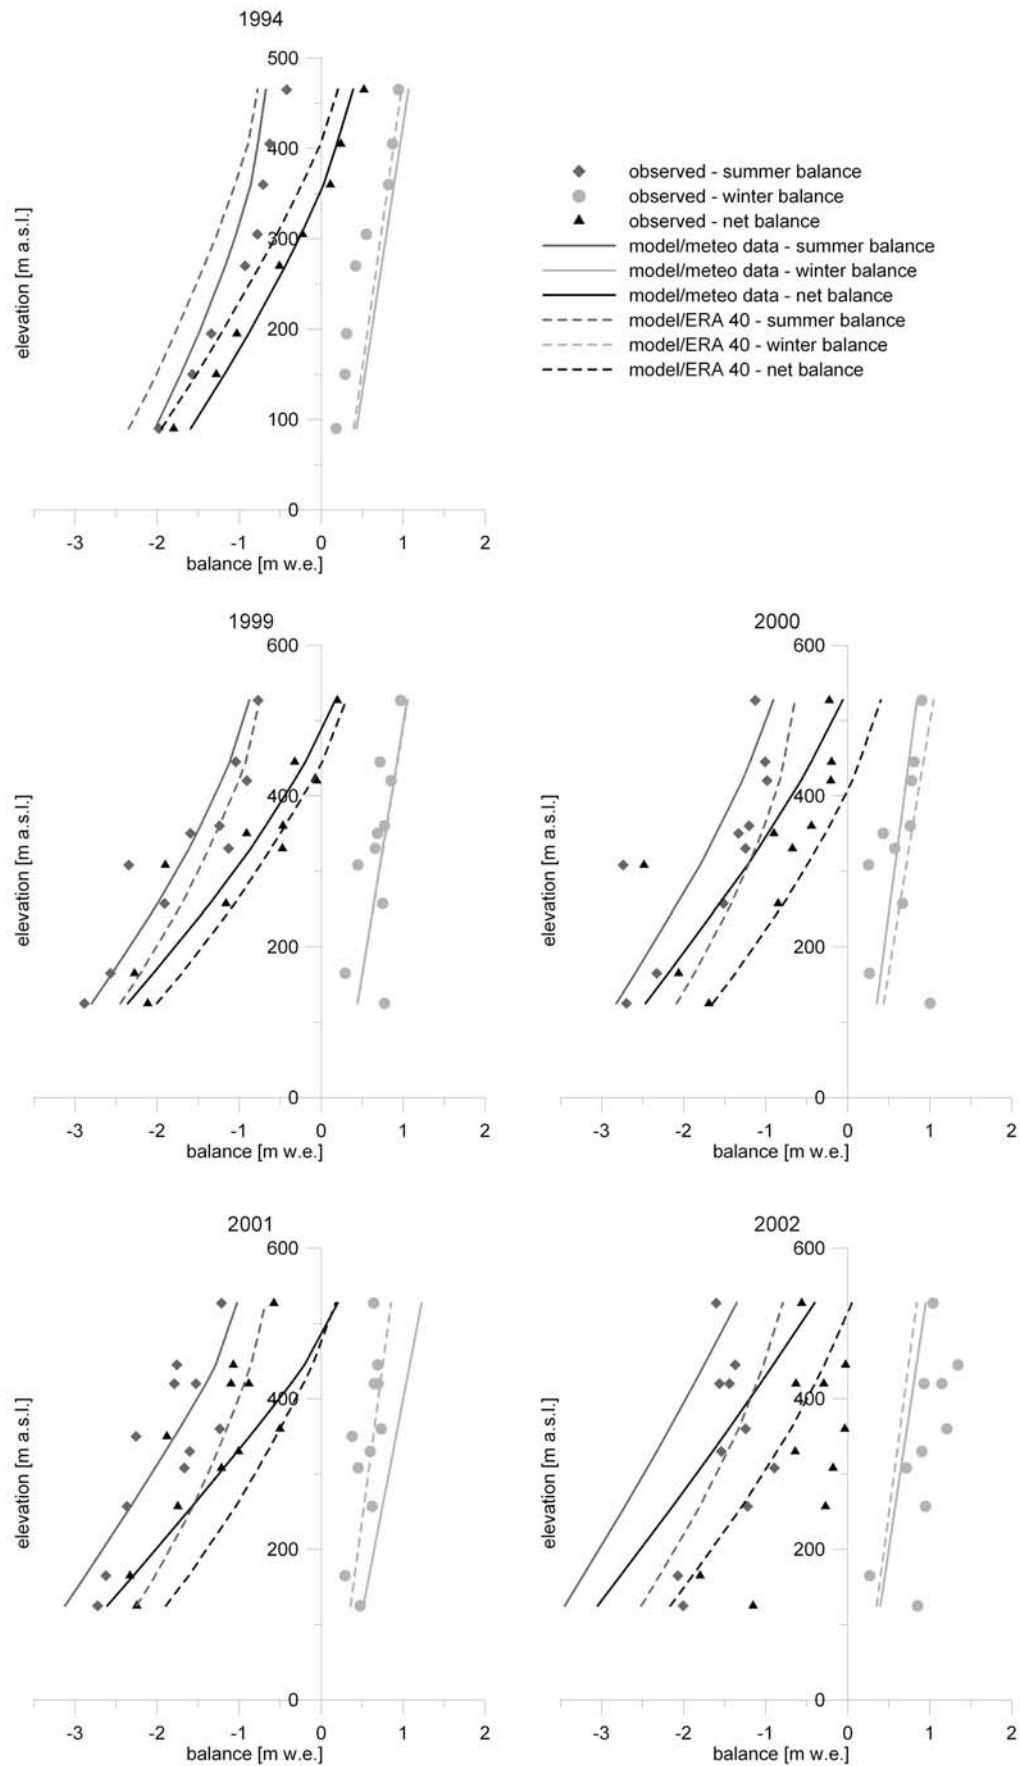 1994
500
400
300
200
100
0
elevation [m a.s.l.]
-3 -2 -1 0 1 2
balance [m w.e.]
observed - summer balance
observed - winter balance
observed - net balance
model/meteo data - summer balance
model/meteo data - winter balance
model/meteo data - net balance
model/ERA 40 - summer balance
model/ERA 40 - winter balance
model/ERA 40 - net balance
1999
600
400
200
0
elevation [m a.s.l.]
-3 -2 -1 0 1 2
balance [m w.e.]
2000
600
400
200
0
elevation [m a.s.l.]
-3 -2 -1 0 1 2
balance [m w.e.]
2001
600
400
200
0
elevation [m a.s.l.]
-3 -2 -1 0 1 2
balance [m w.e.]
2002
600
400
200
0
elevation [m a.s.l.]
-3 -2 -1 0 1 2
balance [m w.e.]